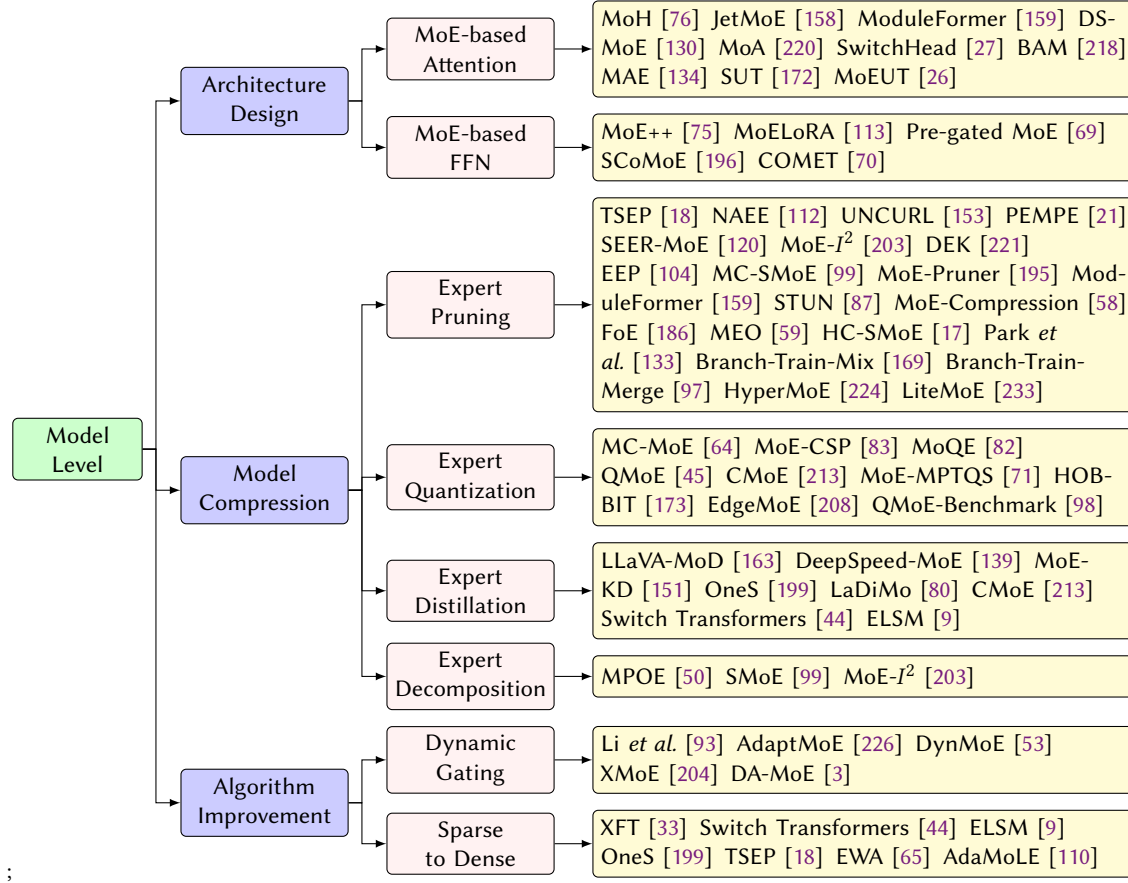 MoE-based
Attention
MoH [76] JetMoE [158] ModuleFormer [159] DS-
MoE [130] MoA [220] SwitchHead [27] BAM [218]
MAE [134] SUT [172] MoEUT [26]
Architecture
Design
MoE-based
FFN
MoE++ [75] MoELoRA [113] Pre-gated MoE [69]
SCoMoE [196] COMET [70]
Expert
Pruning
TSEP [18] NAEE [112] UNCURL [153] PEMPE [21]
SEER-MoE [120] MoE-I² [203] DEK [221]
EEP [104] MC-SMoE [99] MoE-Pruner [195] Mod-
uleFormer [159] STUN [87] MoE-Compression [58]
FoE [186] MEO [59] HC-SMoE [17] Park et
al. [133] Branch-Train-Mix [169] Branch-Train-
Merge [97] HyperMoE [224] LiteMoE [233]
Model
Level
Model
Compression
Expert
Quantization
MC-MoE [64] MoE-CSP [83] MoQE [82]
QMoE [45] CMoE [213] MoE-MPTQS [71] HOB-
BIT [173] EdgeMoE [208] QMoE-Benchmark [98]
Expert
Distillation
LLaVA-MoD [163] DeepSpeed-MoE [139] MoE-
KD [151] OneS [199] LaDiMo [80] CMoE [213]
Switch Transformers [44] ELSM [9]
Expert
Decomposition
MPOE [50] SMoE [99] MoE-I² [203]
Dynamic
Gating
Li et al. [93] AdaptMoE [226] DynMoE [53]
XMoE [204] DA-MoE [3]
Algorithm
Improvement
Sparse
to Dense
XFT [33] Switch Transformers [44] ELSM [9]
OneS [199] TSEP [18] EWA [65] AdaMoLE [110]
;